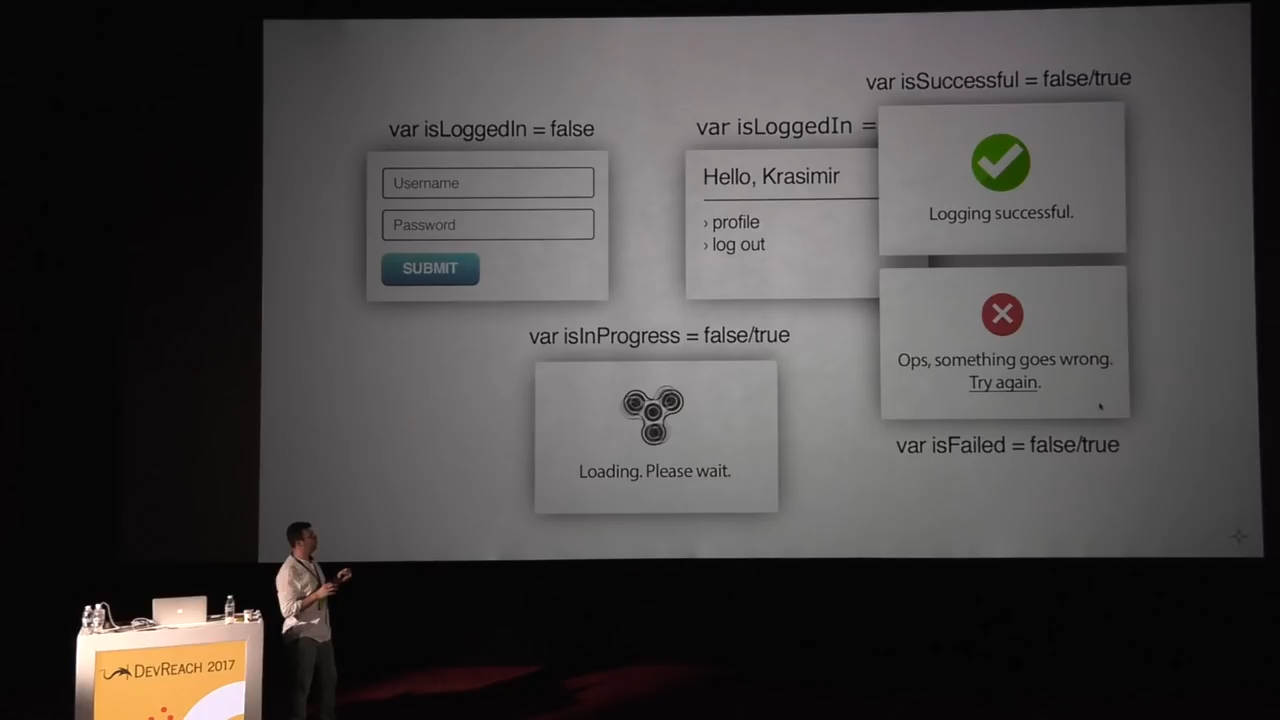 var isSuccessful = false/true
var isLoggedIn = false
var isLoggedIn =
Username
Password
SUBMIT
Hello, Krasimir
› profile
› log out
Logging successful.
Ops, something goes wrong.
Try again.
var isInProgress = false/true
Loading. Please wait.
var isFailed = false/true
DEVREACH 2017